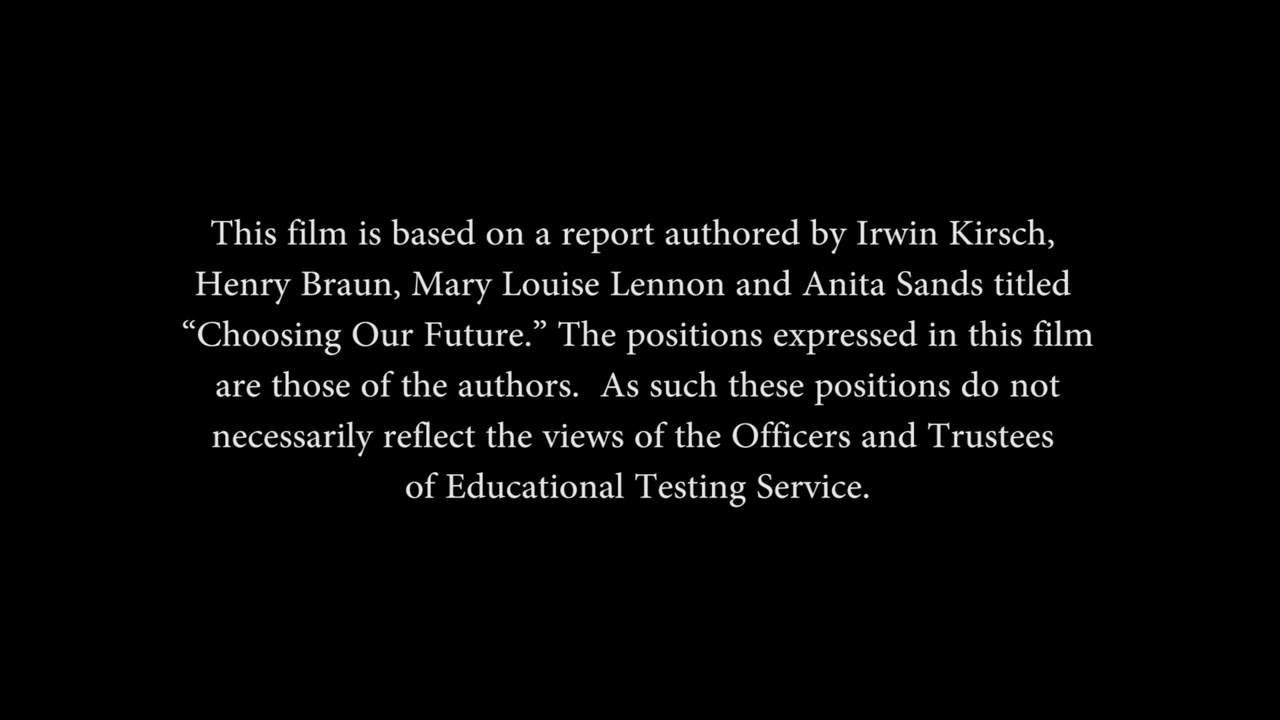 This film is based on a report authored by Irwin Kirsch,
Henry Braun, Mary Louise Lennon and Anita Sands titled
“Choosing Our Future.” The positions expressed in this film
are those of the authors.  As such these positions do not
necessarily reflect the views of the Officers and Trustees
of Educational Testing Service.